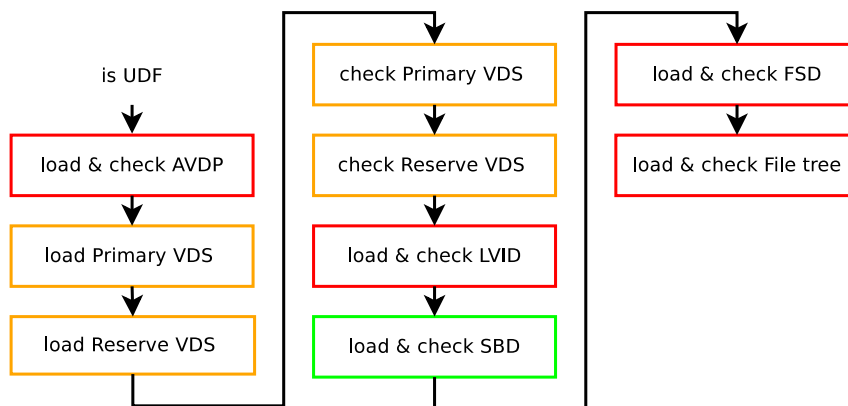 is UDF
load & check AVDP
load Primary VDS
load Reserve VDS
check Primary VDS
check Reserve VDS
load & check LVID
load & check SBD
load & check FSD
load & check File tree